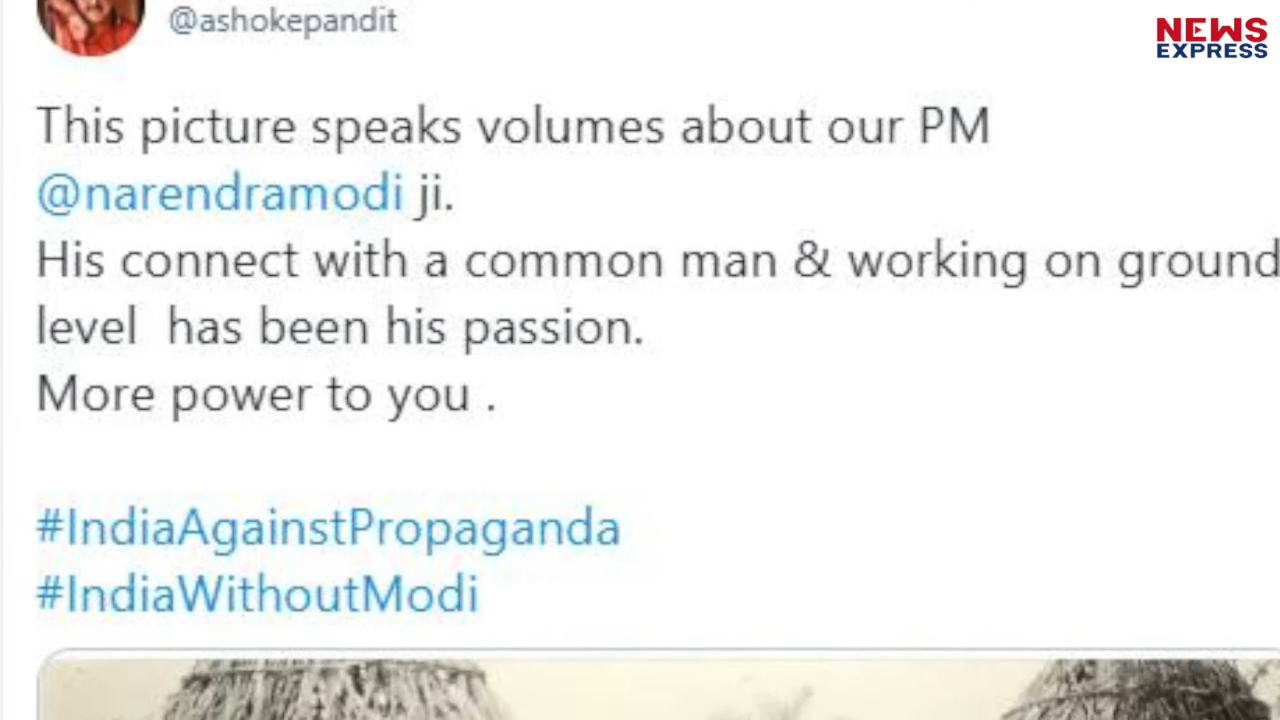 @ashokepandit
NEWS
EXPRESS
This picture speaks volumes about our PM
@narendramodi ji.
His connect with a common man & working on ground
level has been his passion.
More power to you .
#IndiaAgainstPropaganda
#IndiaWithoutModi